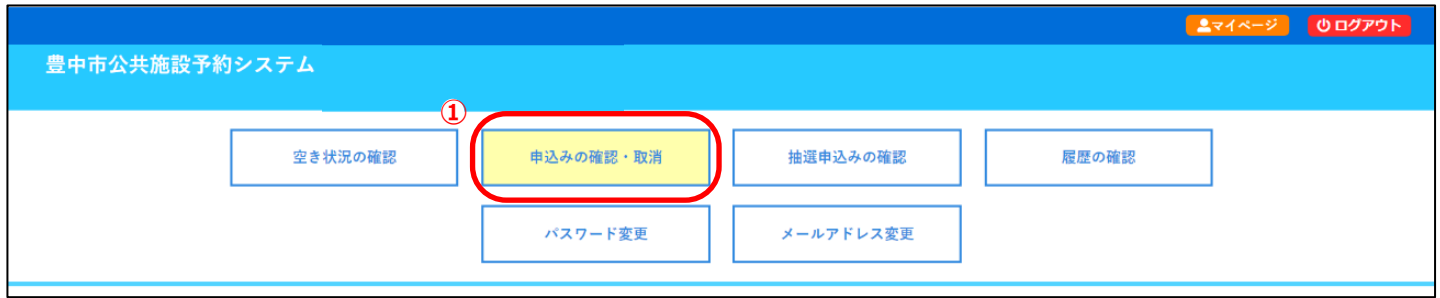 マイページ ログアウト
豊中市公共施設予約システム
①
空き状況の確認 申込みの確認・取消 抽選申込みの確認 履歴の確認
パスワード変更 メールアドレス変更